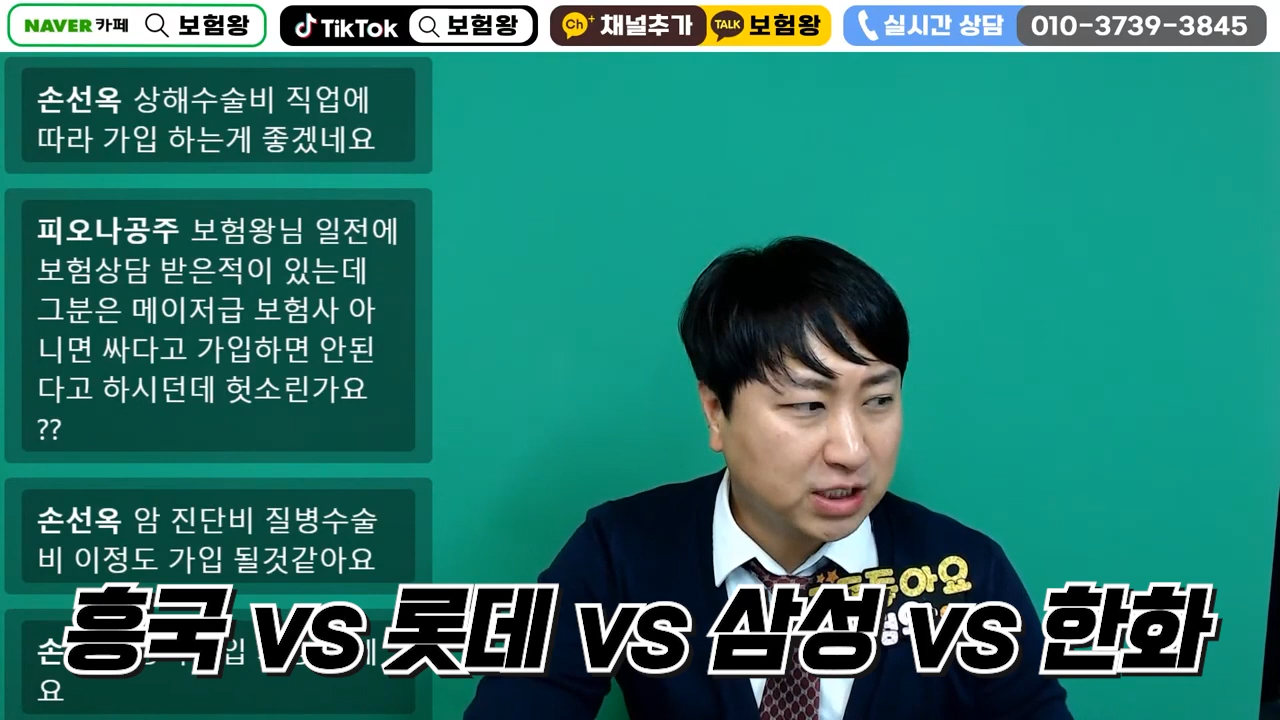 NAVER 카페 보험왕 TikTok 보험왕 Ch+ 채널추가 TALK 보험왕 실시간 상담 010-3739-3845
손선옥 상해수술비 직업에
따라 가입 하는게 좋겠네요
피오나공주 보험왕님 일전에
보험상담 받은적이 있는데
그분은 메이저급 보험사 아
니면 싸다고 가입하면 안된
다고 하시던데 헛소린가요
??
손선옥 암 진단비 질병수술
비 이정도 가입 될것같아요
흥국 vs 롯데 vs 삼성 vs 한화
요